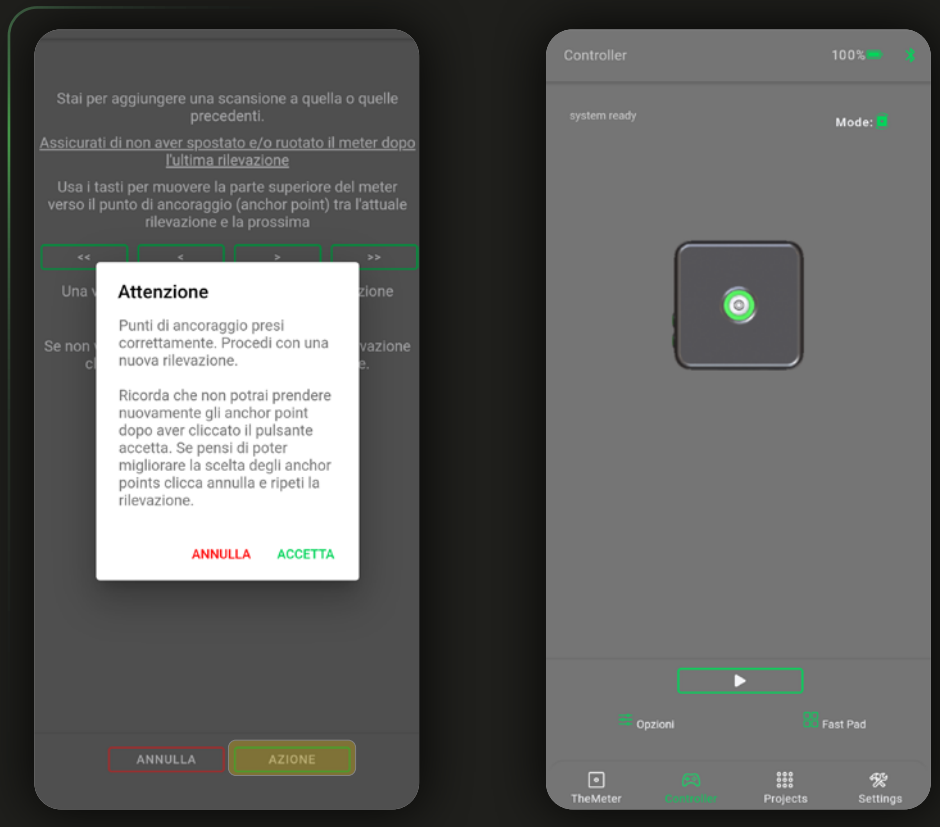 Stai per aggiungere una scansione a quella o quelle
precedenti.
Assicurati di non aver spostato e/o ruotato il meter dopo
l'ultima rilevazione
Usa i tasti per muovere la parte superiore del meter
verso il punto di ancoraggio (anchor point) tra l'attuale
rilevazione e la prossima
<< < > >>
Una
zione
Se non
vazione
Attenzione
Punti di ancoraggio presi
correttamente. Procedi con una
nuova rilevazione.
Ricorda che non potrai prendere
nuovamente gli anchor point
dopo aver cliccato il pulsante
accetta. Se pensi di poter
migliorare la scelta degli anchor
points clicca annulla e ripeti la
rilevazione.
ANNULLA ACCETTA
ANNULLA AZIONE
Controller 100%
system ready
Mode:
Opzioni Fast Pad
TheMeter Controller Projects Settings